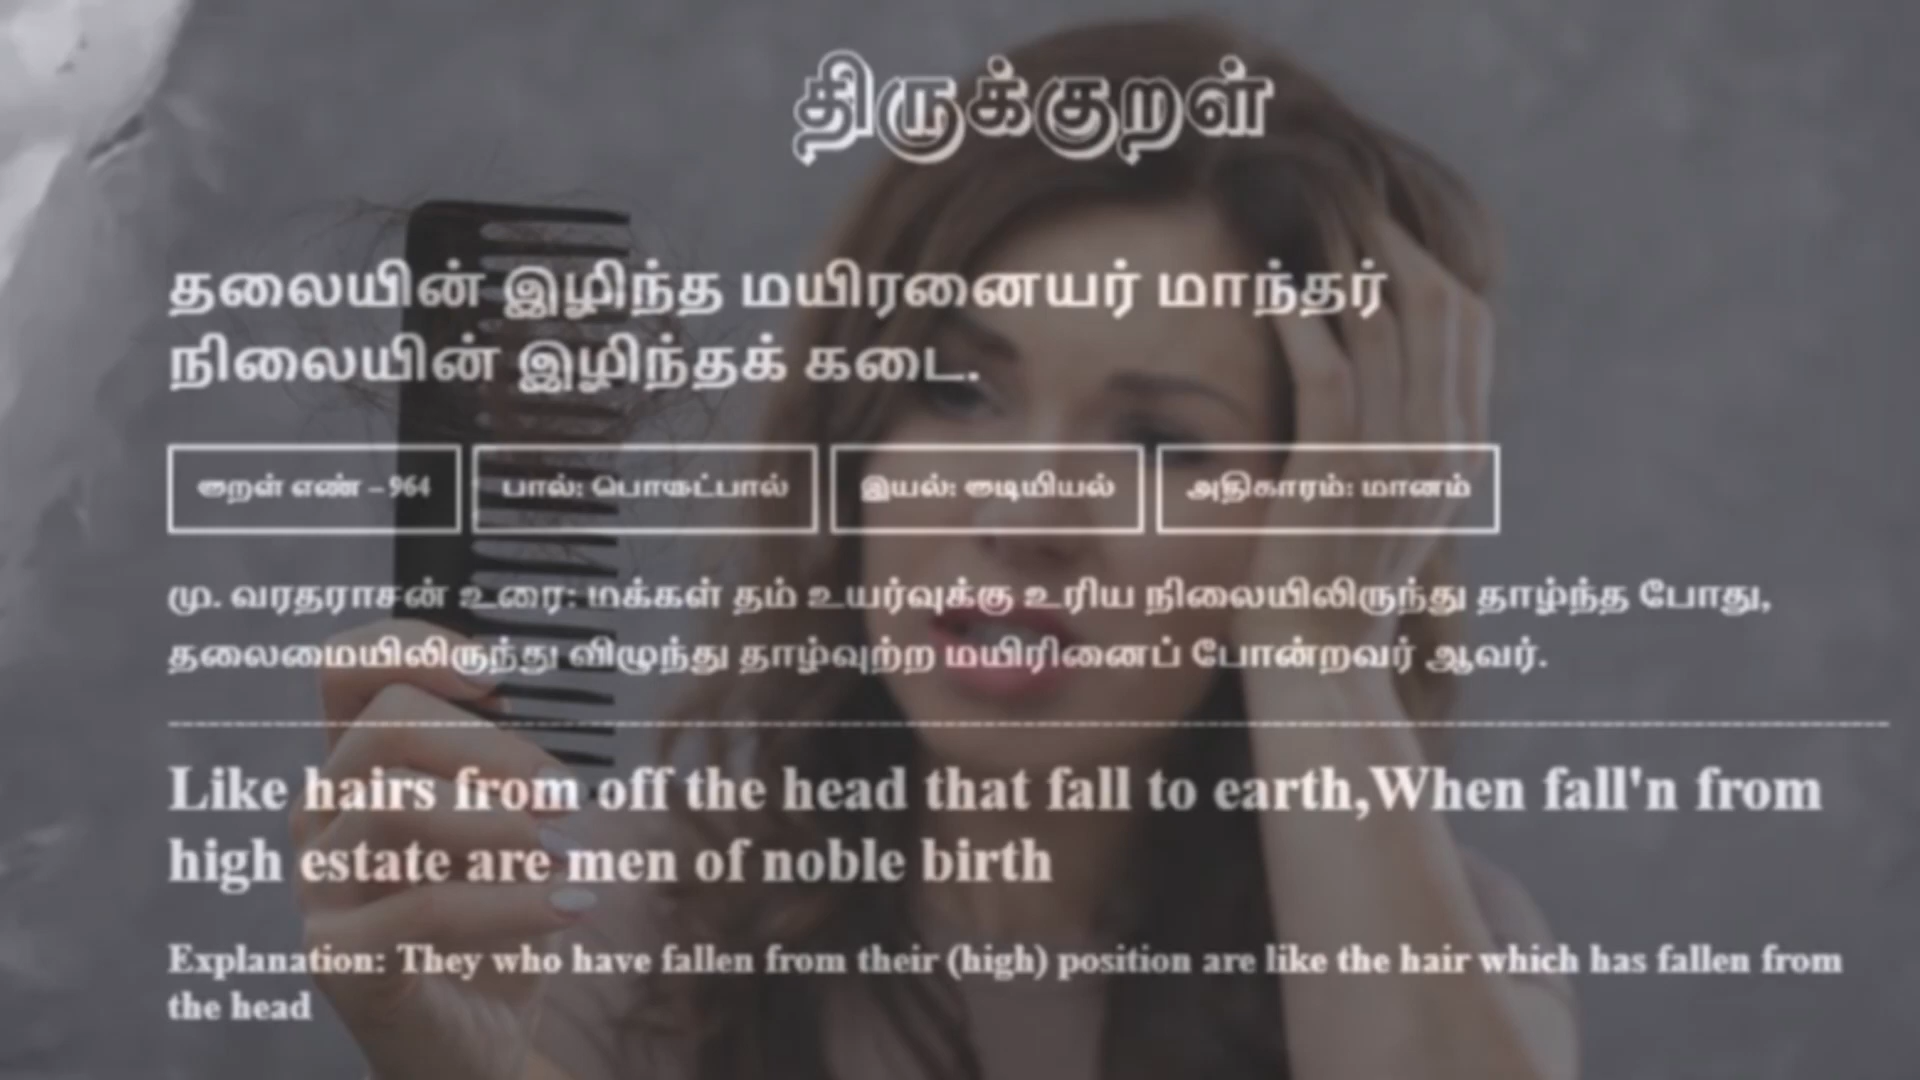 திருக்குறள்
தலையின் இழிந்த மயிரனையர் மாந்தர்
நிலையின் இழிந்தக் கடை.
குறள் எண் – 964
பால்: பொருட்பால்
இயல்: குடியியல்
அதிகாரம்: மானம்
மு. வரதராசன் உரை: மக்கள் தம் உயர்வுக்கு உரிய நிலையிலிருந்து தாழ்ந்த போது,
தலைமையிலிருந்து விழுந்து தாழ்வுற்ற மயிரினைப் போன்றவர் ஆவர்.
Like hairs from off the head that fall to earth,When fall'n from
high estate are men of noble birth
Explanation: They who have fallen from their (high) position are like the hair which has fallen from
the head